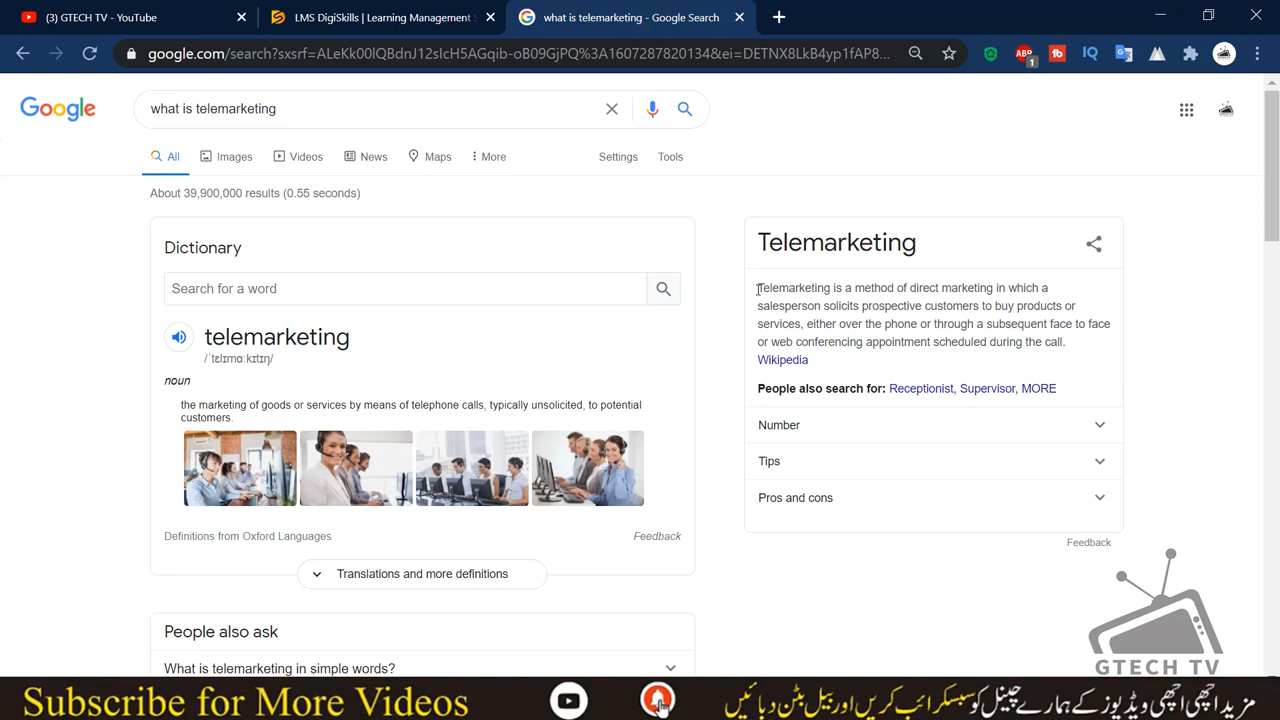 (3) GTECH TV - YouTube
LMS DigiSkills | Learning Management S
what is telemarketing - Google Search
google.com/search?sxsrf=ALeKk00lQBdnJ12sIcH5AGqib-oB09GjPQ%3A1607287820134&ei=DETNX8LkB4yp1fAP8...
ABP
1
Google
what is telemarketing
All
Images
Videos
News
Maps
More
Settings
Tools
About 39,900,000 results (0.55 seconds)
Dictionary
Search for a word
telemarketing
/ˈtɛlɪmɑːkɪtɪŋ/
noun
the marketing of goods or services by means of telephone calls, typically unsolicited, to potential
customers.
Definitions from Oxford Languages
Feedback
Translations and more definitions
People also ask
What is telemarketing in simple words?
Telemarketing
Telemarketing is a method of direct marketing in which a
salesperson solicits prospective customers to buy products or
services, either over the phone or through a subsequent face to face
or web conferencing appointment scheduled during the call.
Wikipedia
People also search for: Receptionist, Supervisor, MORE
Number
Tips
Pros and cons
Feedback
GTECH TV
Subscribe for More Videos
مزید اچھی اچھی ویڈیوز کے ہمارے چینل کو سبسکرائب کریں اور بیل بٹن دبائیں